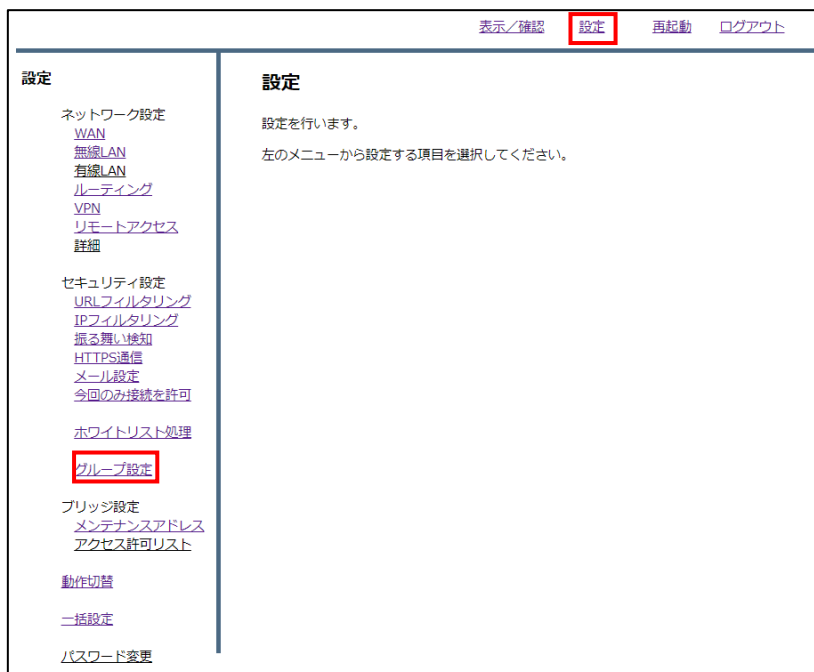 表示／確認 設定 再起動 ログアウト
設定
ネットワーク設定
WAN
無線LAN
有線LAN
ルーティング
VPN
リモートアクセス
詳細
セキュリティ設定
URLフィルタリング
IPフィルタリング
振る舞い検知
HTTPS通信
メール設定
今回のみ接続を許可
ホワイトリスト処理
グループ設定
ブリッジ設定
メンテナンスアドレス
アクセス許可リスト
動作切替
一括設定
パスワード変更
設定
設定を行います。
左のメニューから設定する項目を選択してください。